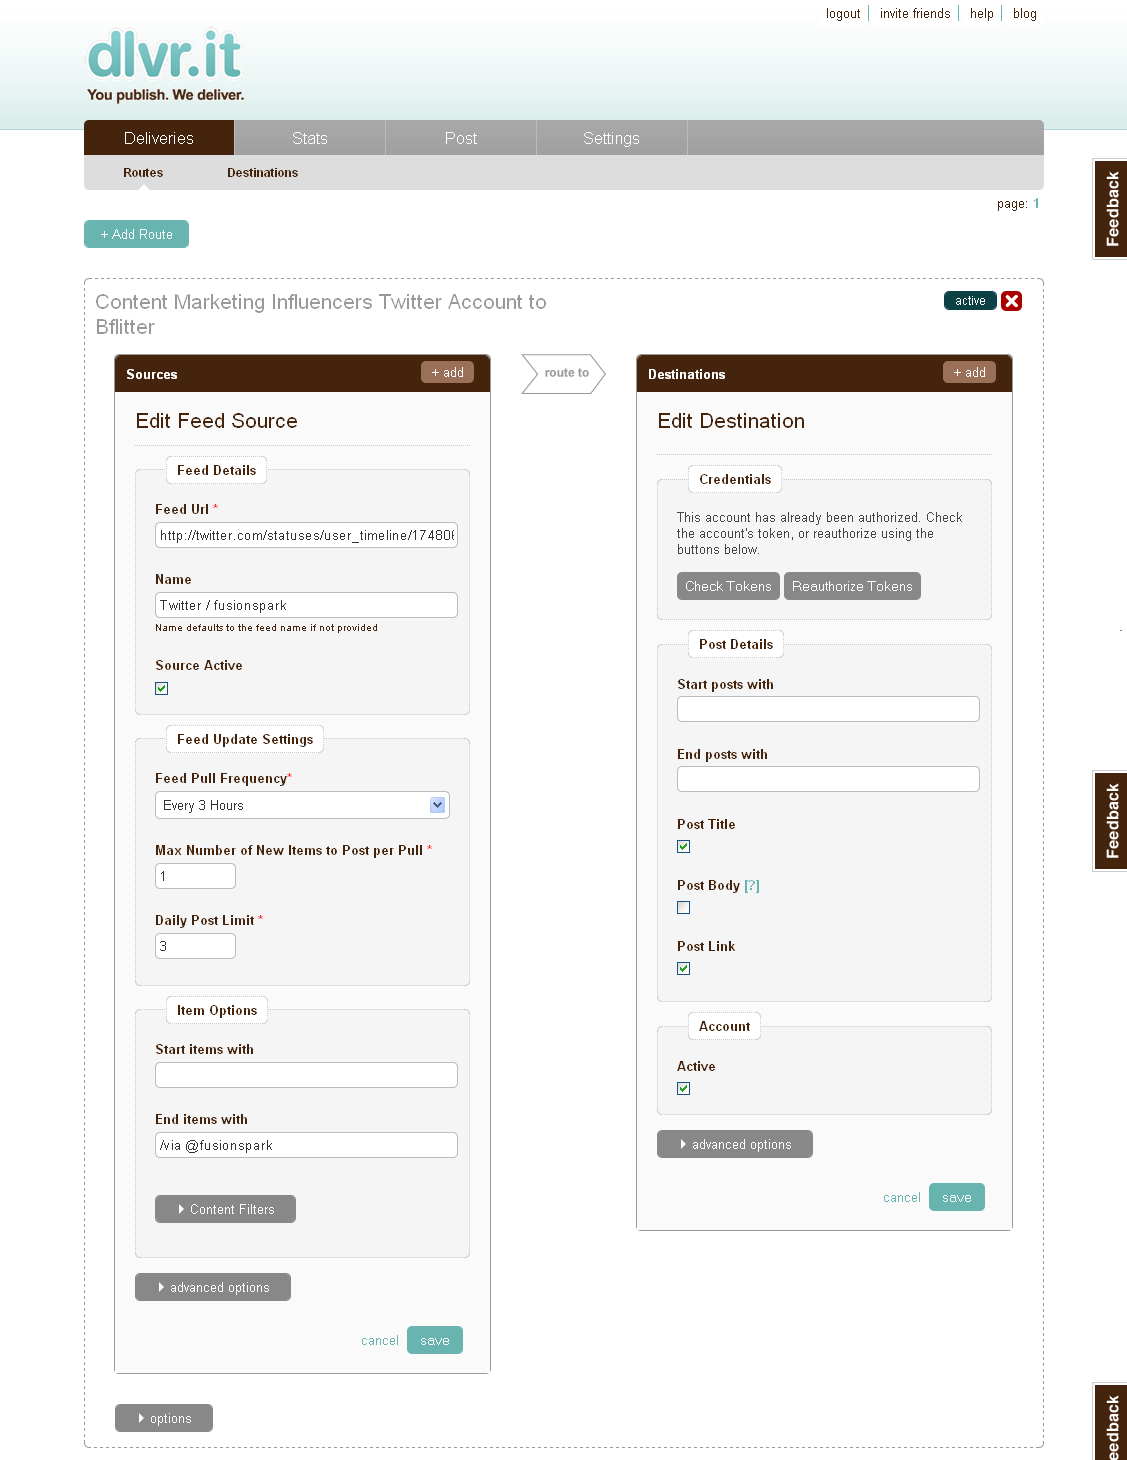 logout
invite friends
help
blog
dlvr.it
You publish. We deliver.
Deliveries
Stats
Post
Settings
Routes
Destinations
page: 1
+ Add Route
Feedback
Content Marketing Influencers Twitter Account to
Bflitter
active
Sources
+ add
Edit Feed Source
Feed Details
Feed Url *
http://twitter.com/statuses/user_timeline/17480
Name
Twitter / fusionspark
Name defaults to the feed name if not provided
Source Active
Feed Update Settings
Feed Pull Frequency*
Every 3 Hours
Max Number of New Items to Post per Pull *
1
Daily Post Limit *
3
Item Options
Start items with
End items with
/via @fusionspark
Content Filters
advanced options
cancel
save
options
route to
Destinations
+ add
Edit Destination
Credentials
This account has already been authorized. Check
the account's token, or reauthorize using the
buttons below.
Check Tokens
Reauthorize Tokens
Post Details
Start posts with
End posts with
Post Title
Post Body [?]
Post Link
Account
Active
advanced options
cancel
save
Feedback
eedback